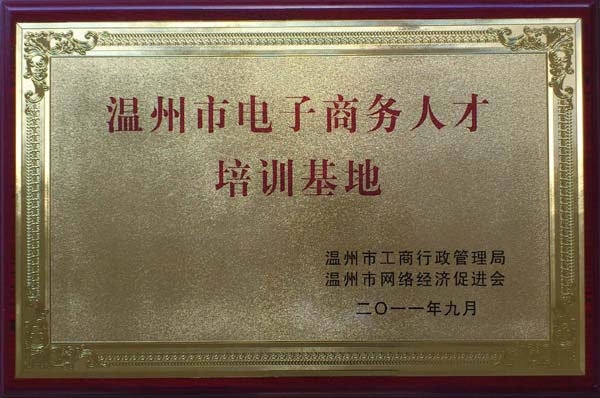 温州市电子商务人才
培训基地
温州市工商行政管理局
温州市网络经济促进会
二〇一一年九月